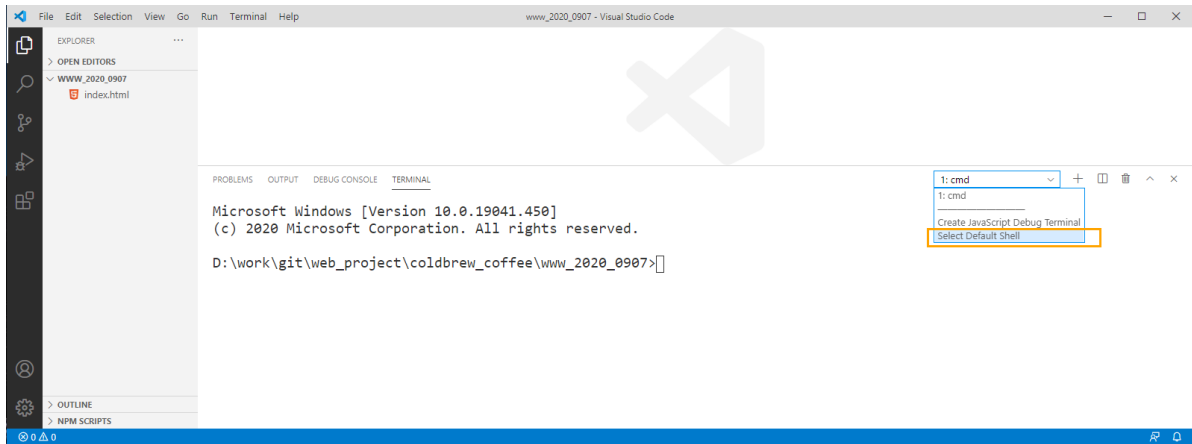 File Edit Selection View Go Run Terminal Help www_2020_0907 - Visual Studio Code
EXPLORER
OPEN EDITORS
WWW_2020_0907
index.html
OUTLINE
NPM SCRIPTS
PROBLEMS OUTPUT DEBUG CONSOLE TERMINAL
1: cmd
1: cmd
Create JavaScript Debug Terminal
Select Default Shell
Microsoft Windows [Version 10.0.19041.450]
(c) 2020 Microsoft Corporation. All rights reserved.
D:\work\git\web_project\coldbrew_coffee\www_2020_0907>
0 0